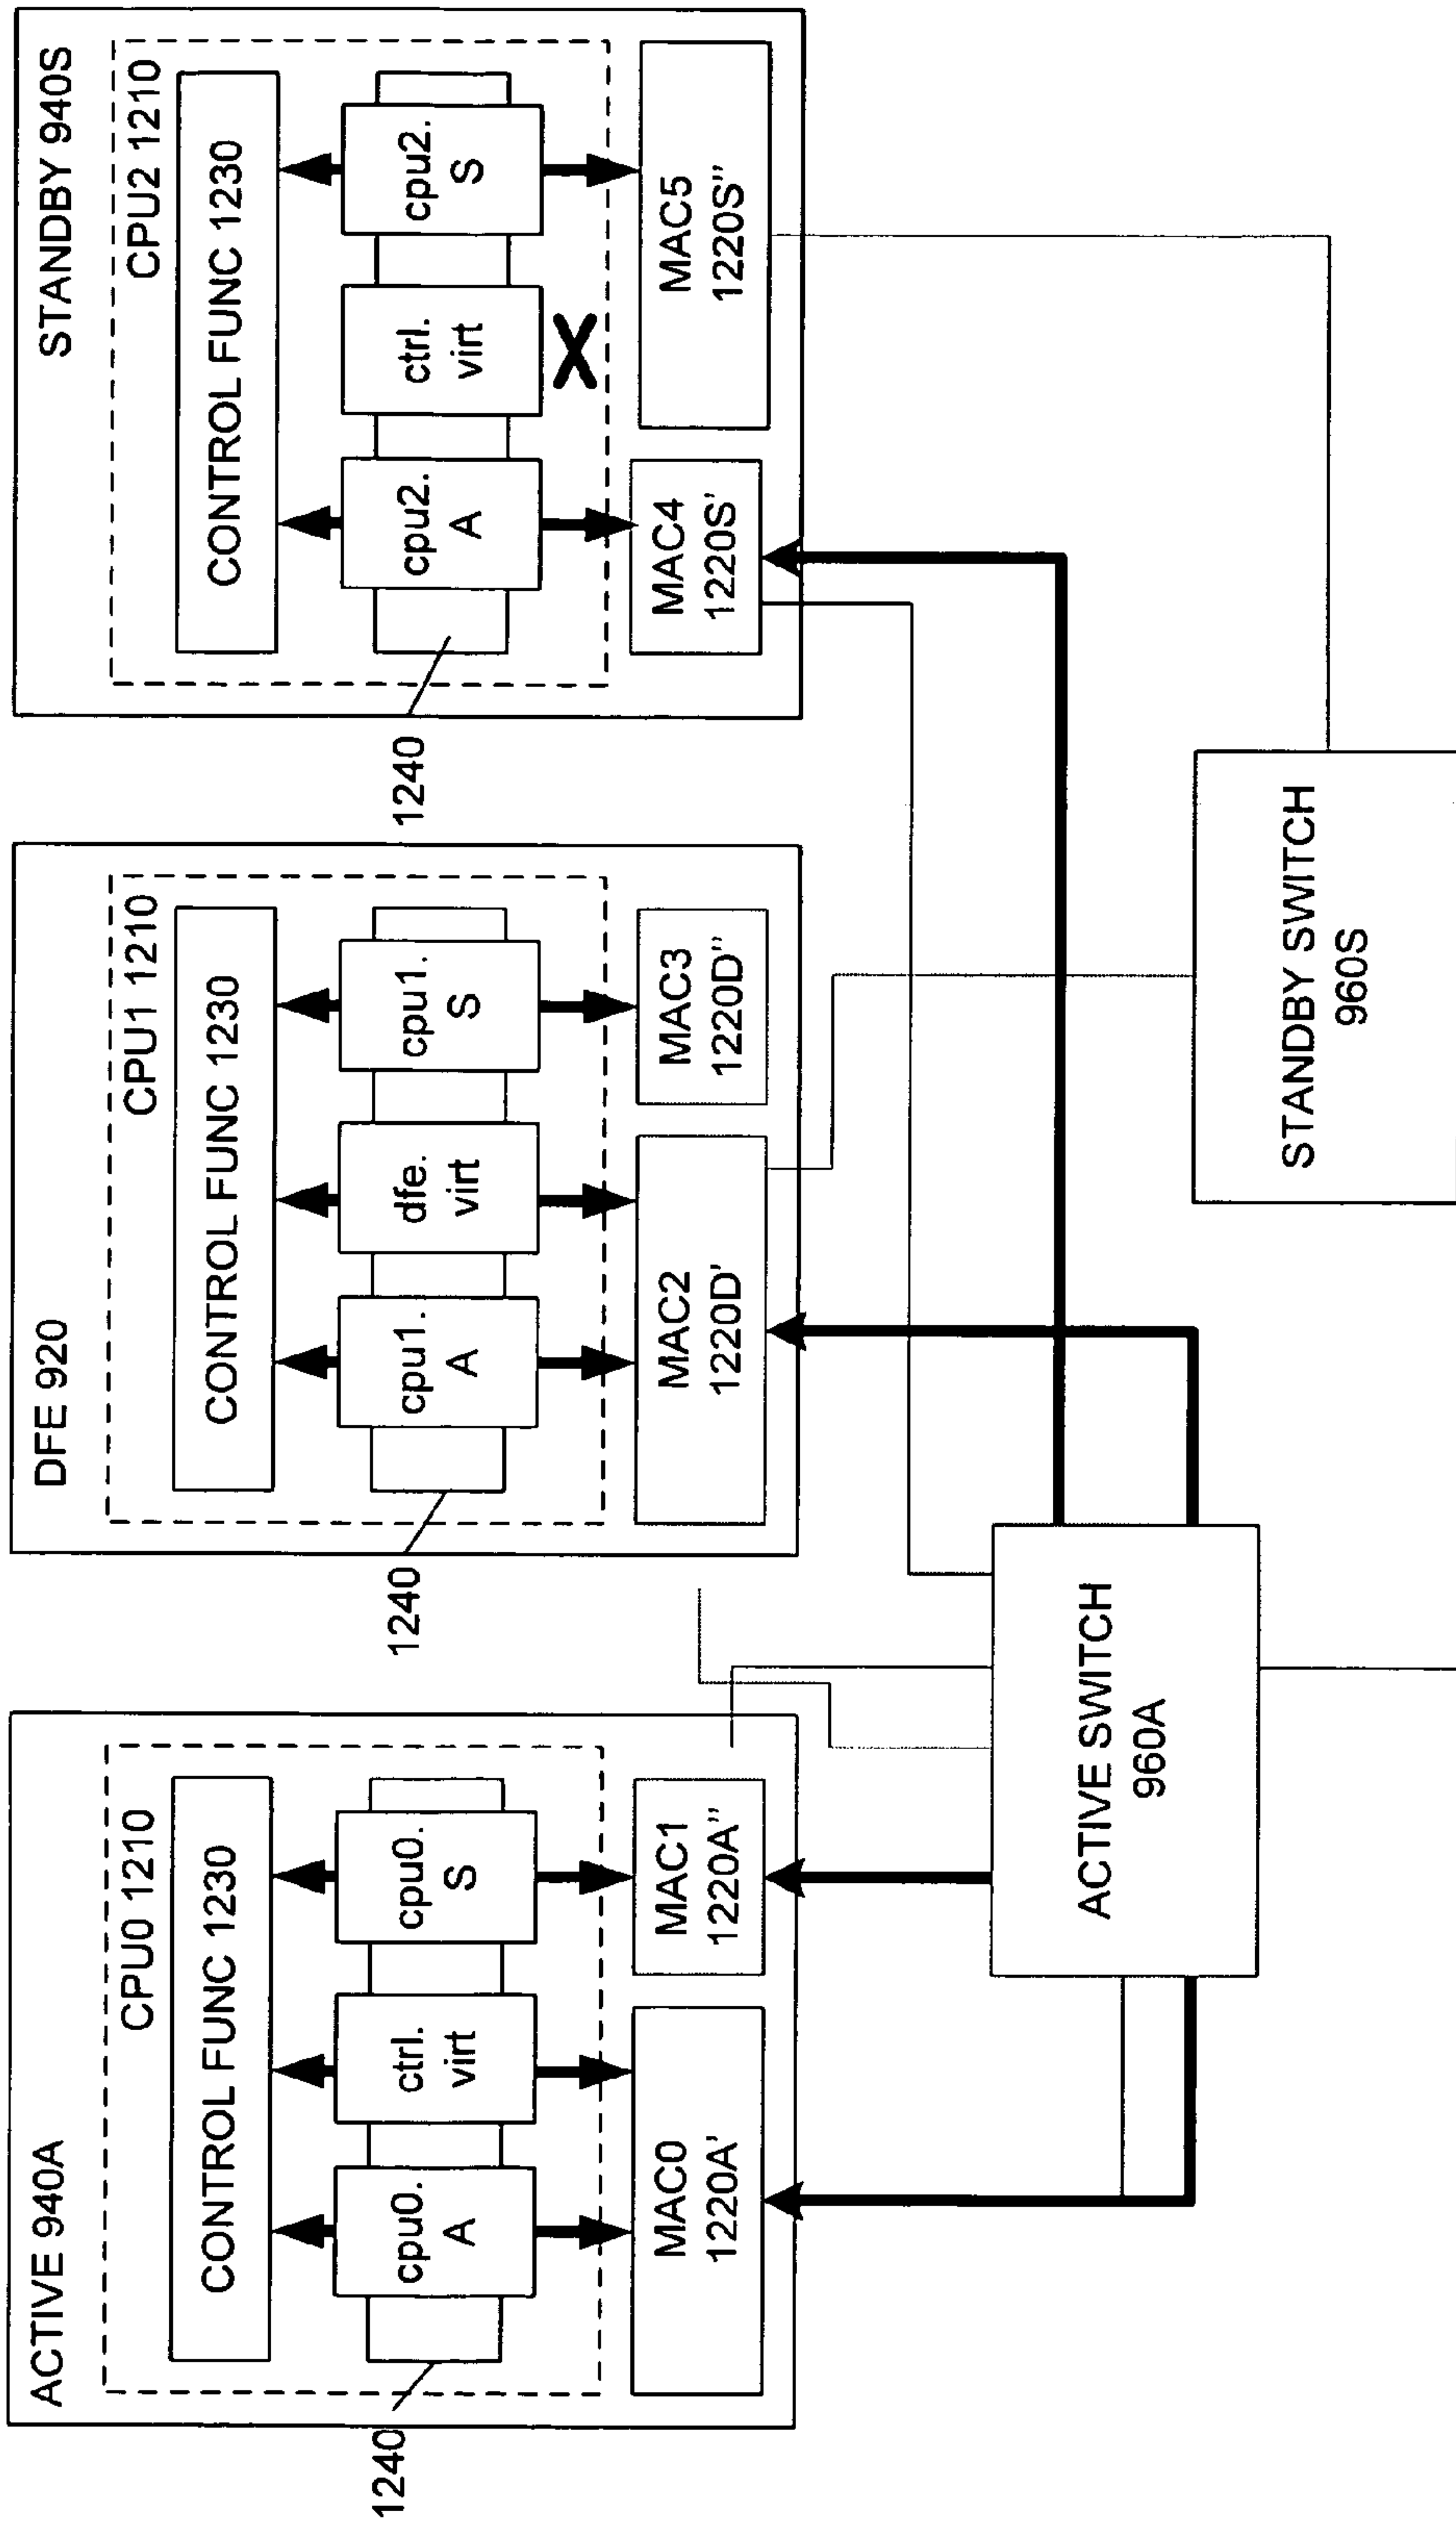 ACTIVE 940A
CPU0 1210
CONTROL FUNC 1230
cpu0.
A
ctrl.
virt
cpu0.
S
1240
MAC0
1220A'
MAC1
1220A"
DFE 920
CPU1 1210
CONTROL FUNC 1230
cpu1.
A
dfe.
virt
cpu1.
S
1240
MAC2
1220D'
MAC3
1220D"
STANDBY 940S
CPU2 1210
CONTROL FUNC 1230
cpu2.
A
ctrl.
virt
cpu2.
S
X
1240
MAC4
1220S'
MAC5
1220S"
ACTIVE SWITCH
960A
STANDBY SWITCH
960S